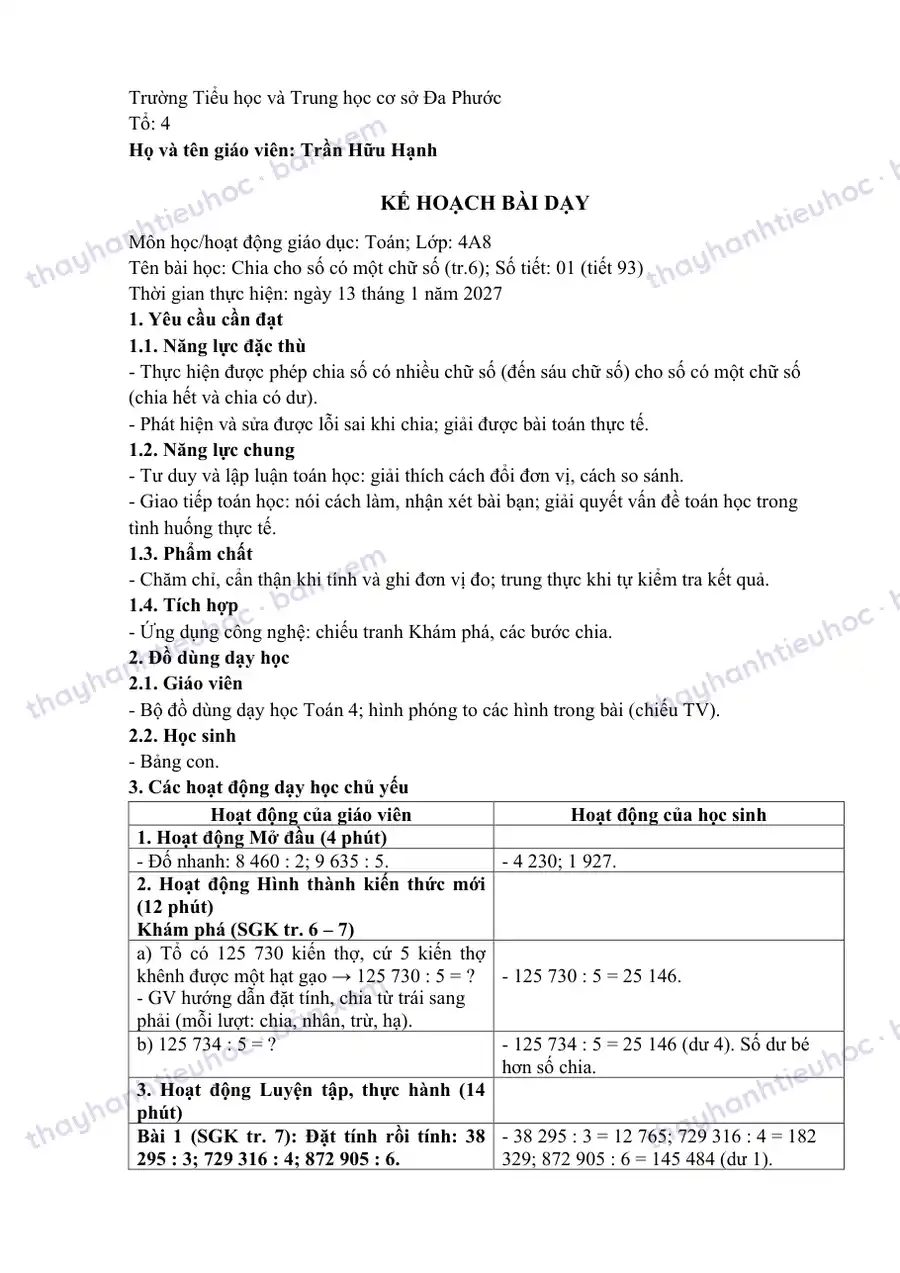 Trường Tiểu học và Trung học cơ sở Đa Phước
Tổ: 4
Họ và tên giáo viên: Trần Hữu Hạnh
KẾ HOẠCH BÀI DẠY
Môn học/hoạt động giáo dục: Toán; Lớp: 4A8
Tên bài học: Chia cho số có một chữ số (tr.6); Số tiết: 01 (tiết 93)
Thời gian thực hiện: ngày 13 tháng 1 năm 2027
1. Yêu cầu cần đạt
1.1. Năng lực đặc thù
- Thực hiện được phép chia số có nhiều chữ số (đến sáu chữ số) cho số có một chữ số
(chia hết và chia có dư).
- Phát hiện và sửa được lỗi sai khi chia; giải được bài toán thực tế.
1.2. Năng lực chung
- Tư duy và lập luận toán học: giải thích cách đổi đơn vị, cách so sánh.
- Giao tiếp toán học: nói cách làm, nhận xét bài bạn; giải quyết vấn đề toán học trong
tình huống thực tế.
1.3. Phẩm chất
- Chăm chỉ, cẩn thận khi tính và ghi đơn vị đo; trung thực khi tự kiểm tra kết quả.
1.4. Tích hợp
- Ứng dụng công nghệ: chiếu tranh Khám phá, các bước chia.
2. Đồ dùng dạy học
2.1. Giáo viên
- Bộ đồ dùng dạy học Toán 4; hình phóng to các hình trong bài (chiếu TV).
2.2. Học sinh
- Bảng con.
3. Các hoạt động dạy học chủ yếu
Hoạt động của giáo viên
Hoạt động của học sinh
1. Hoạt động Mở đầu (4 phút)
- Đố nhanh: 8 460 : 2; 9 635 : 5.
- 4 230; 1 927.
2. Hoạt động Hình thành kiến thức mới
(12 phút)
Khám phá (SGK tr. 6 – 7)
a) Tổ có 125 730 kiến thợ, cứ 5 kiến thợ
khênh được một hạt gạo → 125 730 : 5 = ?
- GV hướng dẫn đặt tính, chia từ trái sang
phải (mỗi lượt: chia, nhân, trừ, hạ).
- 125 730 : 5 = 25 146.
b) 125 734 : 5 = ?
- 125 734 : 5 = 25 146 (dư 4). Số dư bé
hơn số chia.
3. Hoạt động Luyện tập, thực hành (14
phút)
Bài 1 (SGK tr. 7): Đặt tính rồi tính: 38
295 : 3; 729 316 : 4; 872 905 : 6.
- 38 295 : 3 = 12 765; 729 316 : 4 = 182
329; 872 905 : 6 = 145 484 (dư 1).
thayhanhtieuhoc · bản xem
thayhanhtieuhoc · b
thayhanhtieuhoc · bản xem
thayhanhtieuhoc · b
thayhanhtieuhoc · bản xem
thayhanhtieuhoc · b